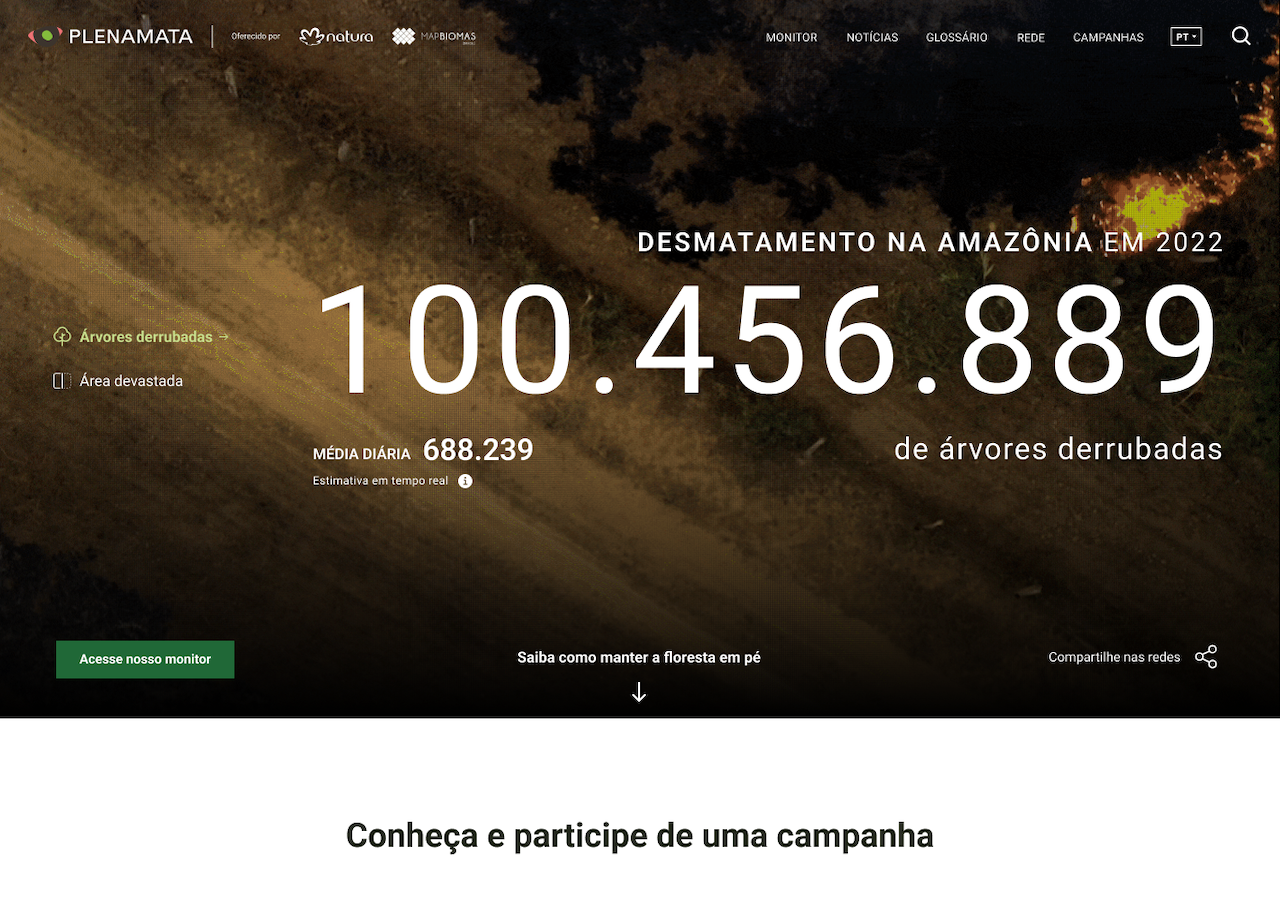 PLENAMATA
Oferecido por
natura
MAPBIOMAS
BRASIL
MONITOR
NOTÍCIAS
GLOSSÁRIO
REDE
CAMPANHAS
PT
DESMATAMENTO NA AMAZÔNIA EM 2022
100.456.889
Árvores derrubadas →
Área devastada
MÉDIA DIÁRIA 688.239
de árvores derrubadas
Estimativa em tempo real i
Acesse nosso monitor
Saiba como manter a floresta em pé
Compartilhe nas redes
Conheça e participe de uma campanha